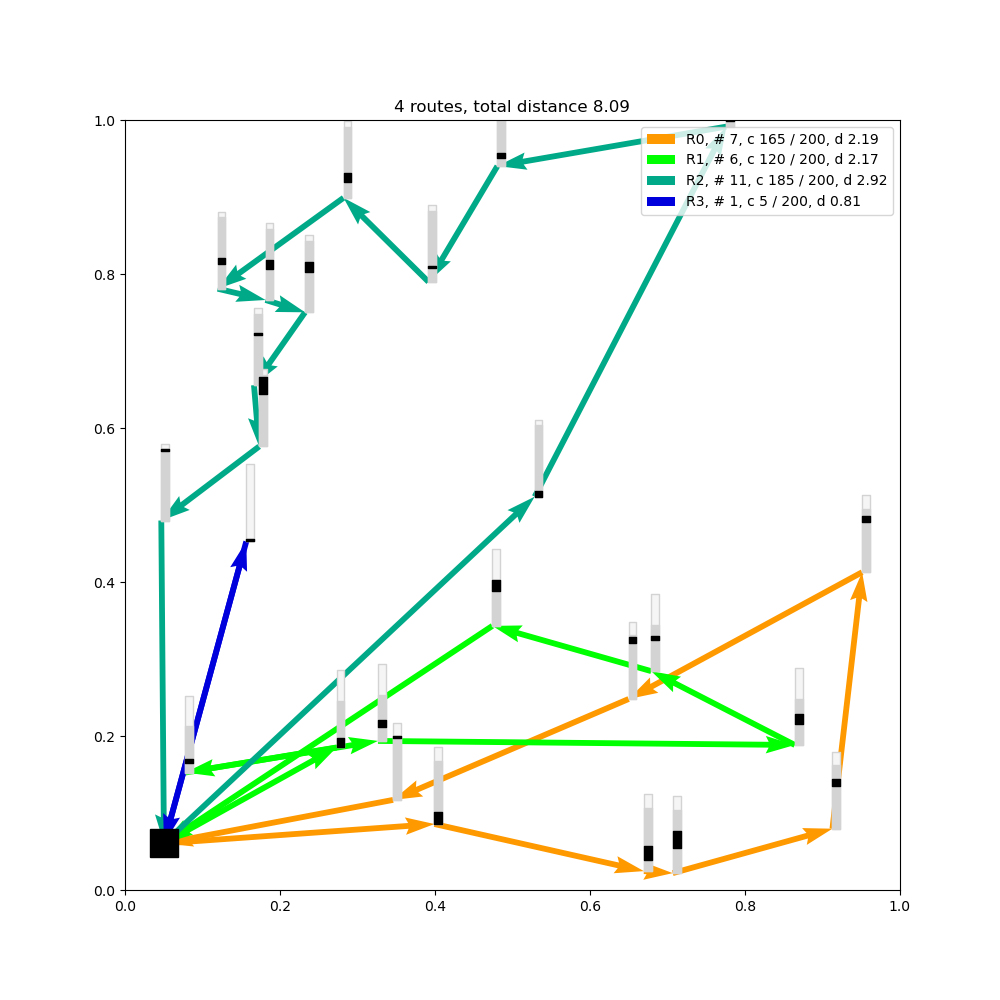 4 routes, total distance 8.09
R0, # 7, c 165 / 200, d 2.19
R1, # 6, c 120 / 200, d 2.17
R2, # 11, c 185 / 200, d 2.92
R3, # 1, c 5 / 200, d 0.81
1.0
0.8
0.6
0.4
0.2
0.0
0.0 0.2 0.4 0.6 0.8 1.0